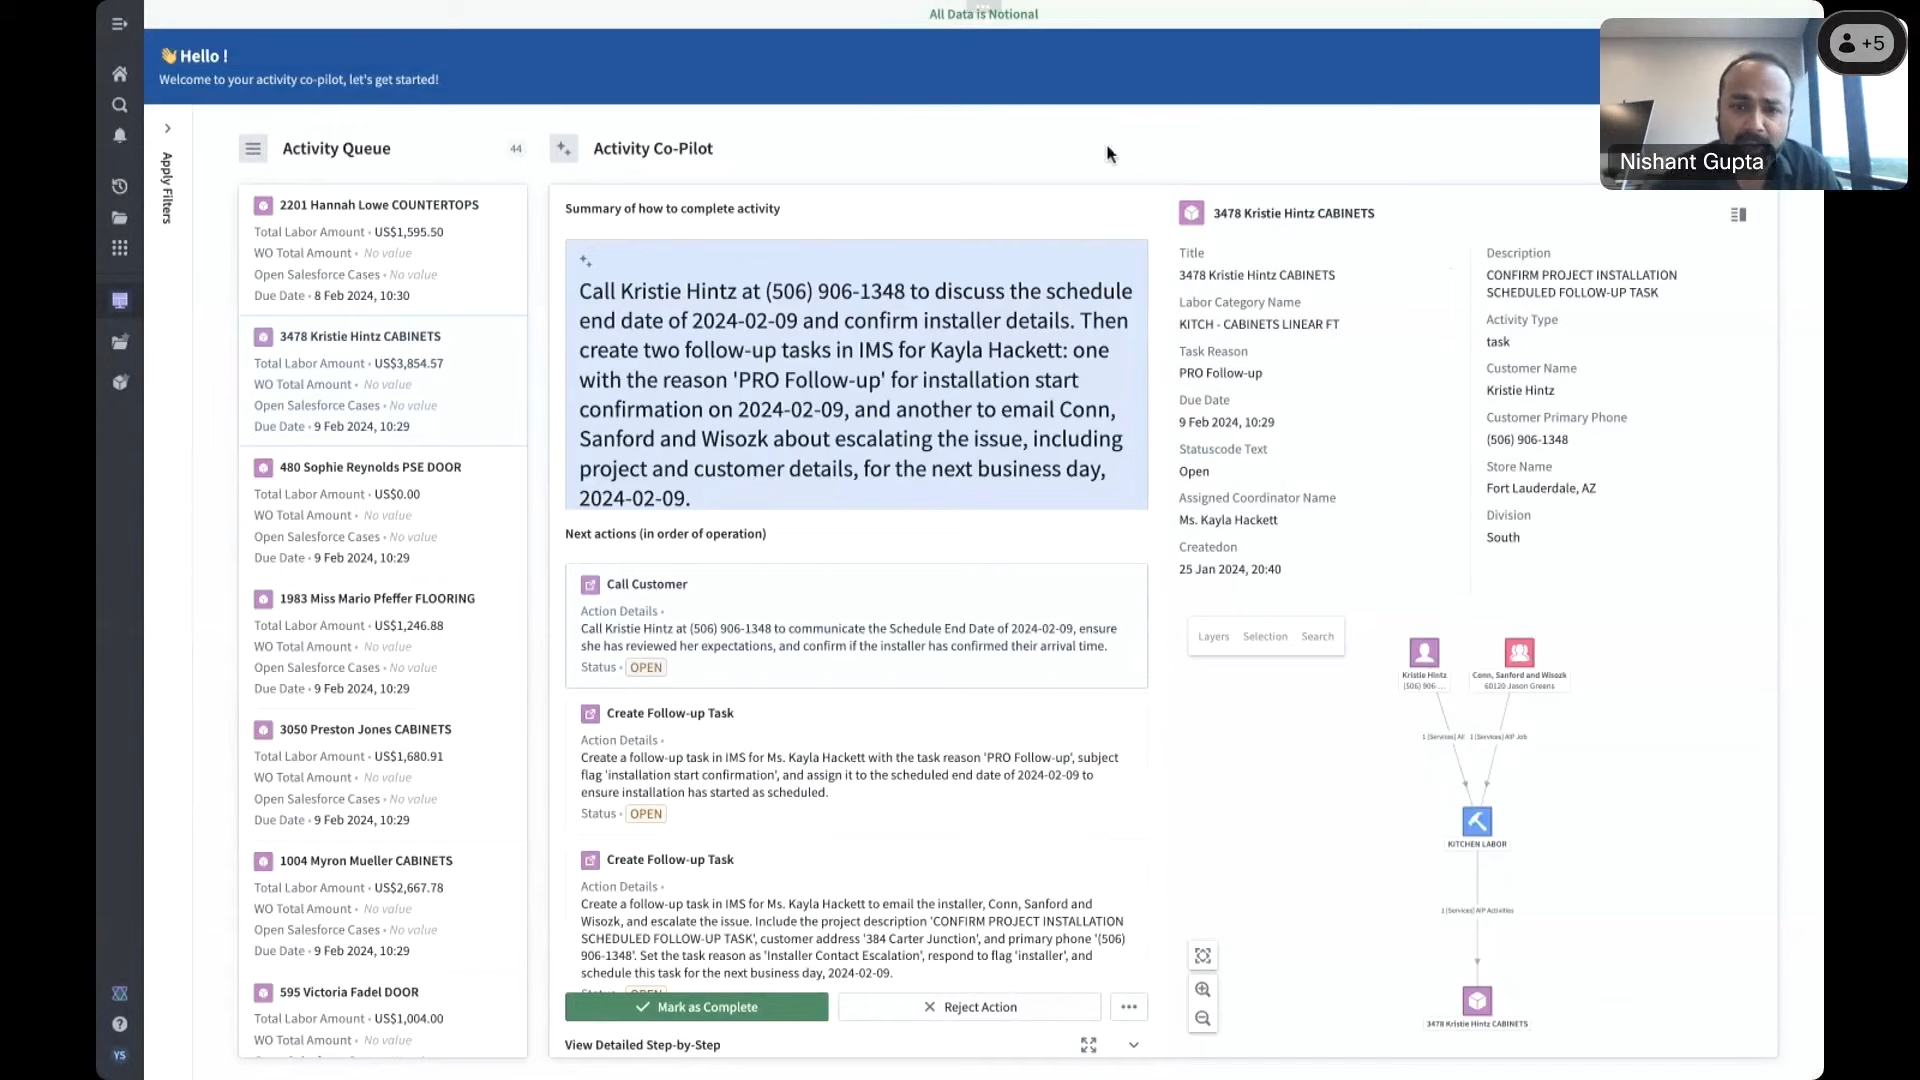 All Data is Notional
👋 Hello !
Welcome to your activity co-pilot, let's get started!
+5
Nishant Gupta
Apply Filters
Activity Queue
44
2201 Hannah Lowe COUNTERTOPS
Total Labor Amount • US$1,595.50
WO Total Amount • No value
Open Salesforce Cases • No value
Due Date • 8 Feb 2024, 10:30
3478 Kristie Hintz CABINETS
Total Labor Amount • US$3,854.57
WO Total Amount • No value
Open Salesforce Cases • No value
Due Date • 9 Feb 2024, 10:29
480 Sophie Reynolds PSE DOOR
Total Labor Amount • US$0.00
WO Total Amount • No value
Open Salesforce Cases • No value
Due Date • 9 Feb 2024, 10:29
1983 Miss Mario Pfeffer FLOORING
Total Labor Amount • US$1,246.88
WO Total Amount • No value
Open Salesforce Cases • No value
Due Date • 9 Feb 2024, 10:29
3050 Preston Jones CABINETS
Total Labor Amount • US$1,680.91
WO Total Amount • No value
Open Salesforce Cases • No value
Due Date • 9 Feb 2024, 10:29
1004 Myron Mueller CABINETS
Total Labor Amount • US$2,667.78
WO Total Amount • No value
Open Salesforce Cases • No value
Due Date • 9 Feb 2024, 10:29
595 Victoria Fadel DOOR
Total Labor Amount • US$1,004.00
WO Total Amount • No value
Activity Co-Pilot
Summary of how to complete activity
Call Kristie Hintz at (506) 906-1348 to discuss the schedule
end date of 2024-02-09 and confirm installer details. Then
create two follow-up tasks in IMS for Kayla Hackett: one
with the reason 'PRO Follow-up' for installation start
confirmation on 2024-02-09, and another to email Conn,
Sanford and Wisozk about escalating the issue, including
project and customer details, for the next business day,
2024-02-09.
Next actions (in order of operation)
Call Customer
Action Details •
Call Kristie Hintz at (506) 906-1348 to communicate the Schedule End Date of 2024-02-09, ensure
she has reviewed her expectations, and confirm if the installer has confirmed their arrival time.
Status • OPEN
Create Follow-up Task
Action Details •
Create a follow-up task in IMS for Ms. Kayla Hackett with the task reason 'PRO Follow-up', subject
flag 'installation start confirmation', and assign it to the scheduled end date of 2024-02-09 to
ensure installation has started as scheduled.
Status • OPEN
Create Follow-up Task
Action Details •
Create a follow-up task in IMS for Ms. Kayla Hackett to email the installer, Conn, Sanford and
Wisozk, and escalate the issue. Include the project description 'CONFIRM PROJECT INSTALLATION
SCHEDULED FOLLOW-UP TASK', customer address '384 Carter Junction', and primary phone '(506)
906-1348'. Set the task reason as 'Installer Contact Escalation', respond to flag 'installer', and
schedule this task for the next business day, 2024-02-09.
Status • OPEN
Mark as Complete
Reject Action
View Detailed Step-by-Step
3478 Kristie Hintz CABINETS
Title
3478 Kristie Hintz CABINETS
Labor Category Name
KITCH - CABINETS LINEAR FT
Task Reason
PRO Follow-up
Due Date
9 Feb 2024, 10:29
Statuscode Text
Open
Assigned Coordinator Name
Ms. Kayla Hackett
Createdon
25 Jan 2024, 20:40
Description
CONFIRM PROJECT INSTALLATION
SCHEDULED FOLLOW-UP TASK
Activity Type
task
Customer Name
Kristie Hintz
Customer Primary Phone
(506) 906-1348
Store Name
Fort Lauderdale, AZ
Division
South
Layers
Selection
Search
Kristie Hintz
(506) 906-...
Conn, Sanford and Wisozk
60120 Jason Greens
1 [Services] AI
1 [Services] AIP Job
KITCHEN LABOR
1 [Services] AIP Activities
3478 Kristie Hintz CABINETS
YS